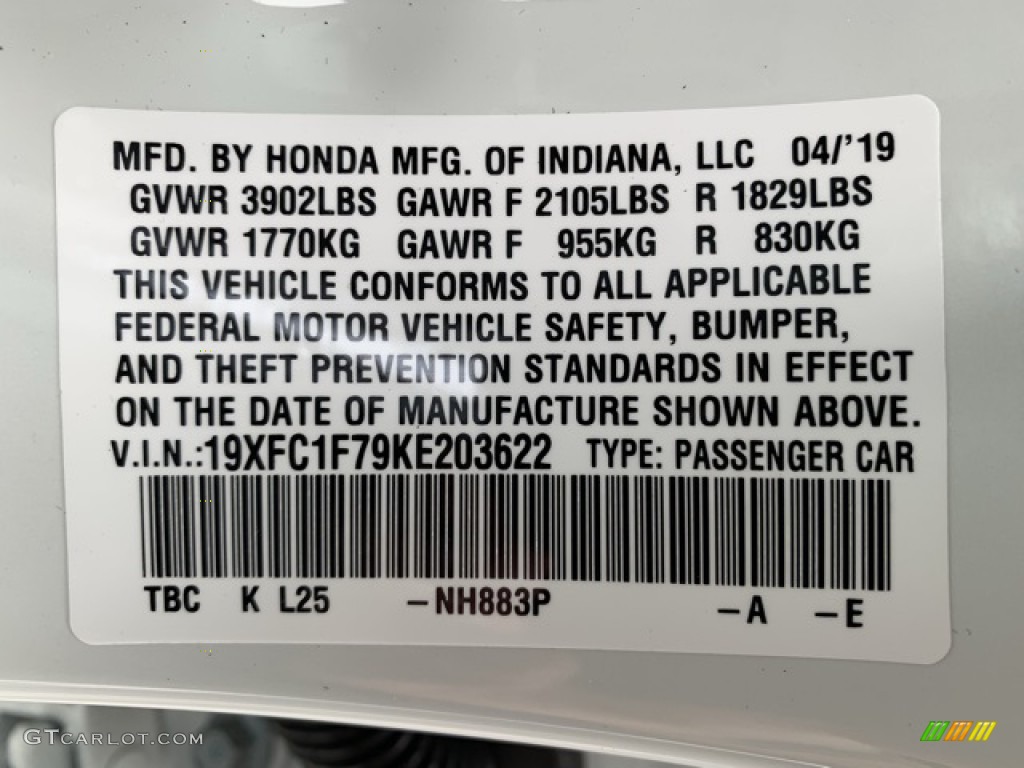 MFD. BY HONDA MFG. OF INDIANA, LLC 04/'19
GVWR 3902LBS GAWR F 2105LBS R 1829LBS
GVWR 1770KG GAWR F 955KG R 830KG
THIS VEHICLE CONFORMS TO ALL APPLICABLE
FEDERAL MOTOR VEHICLE SAFETY, BUMPER,
AND THEFT PREVENTION STANDARDS IN EFFECT
ON THE DATE OF MANUFACTURE SHOWN ABOVE.
V.I.N.:19XFC1F79KE203622 TYPE: PASSENGER CAR
TBC K L25 –NH883P –A –E
GTCARLOT.COM